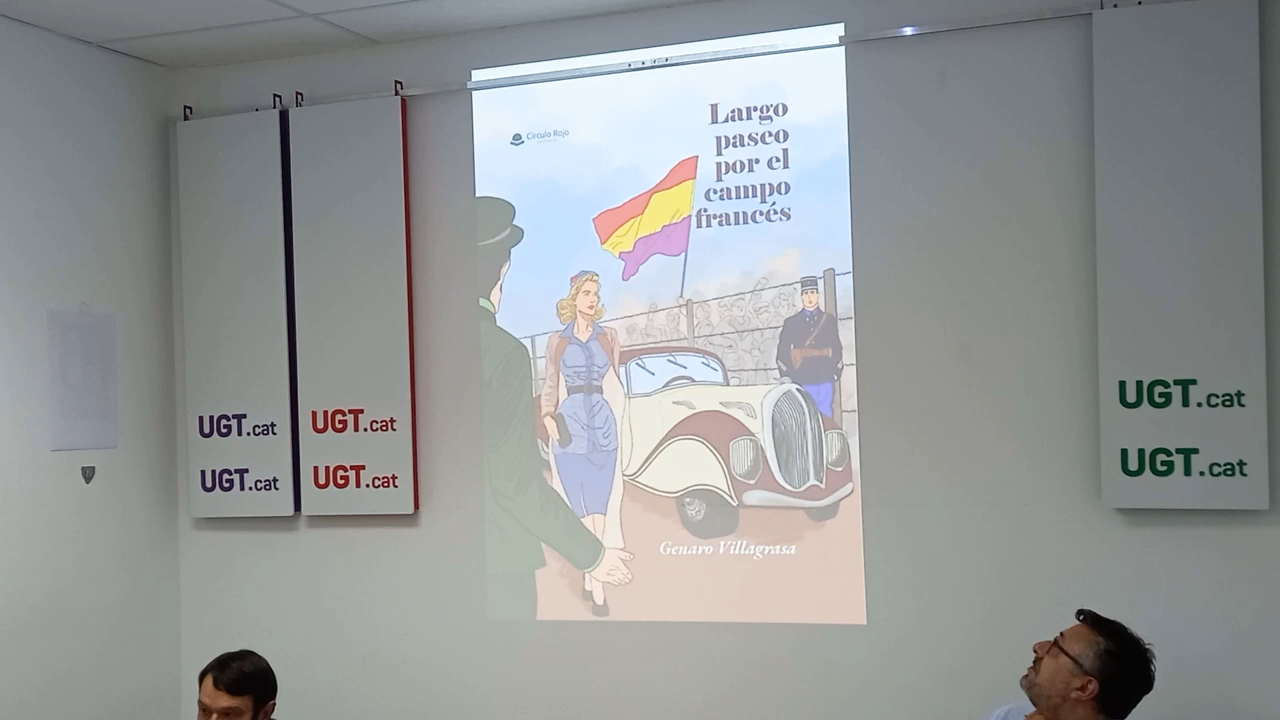 Círculo Rojo
Largo
paseo
por el
campo
francés
Genaro Villagrasa
UGT.cat
UGT.cat
UGT.cat
UGT.cat
UGT.cat
UGT.cat